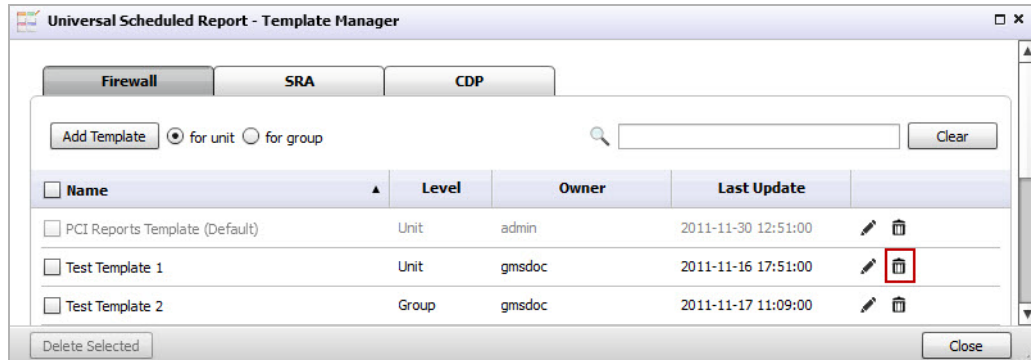 Universal Scheduled Report - Template Manager
Firewall SRA CDP
Add Template for unit for group Clear
Name Level Owner Last Update
PCI Reports Template (Default) Unit admin 2011-11-30 12:51:00
Test Template 1 Unit gmsdoc 2011-11-16 17:51:00
Test Template 2 Group gmsdoc 2011-11-17 11:09:00
Delete Selected Close